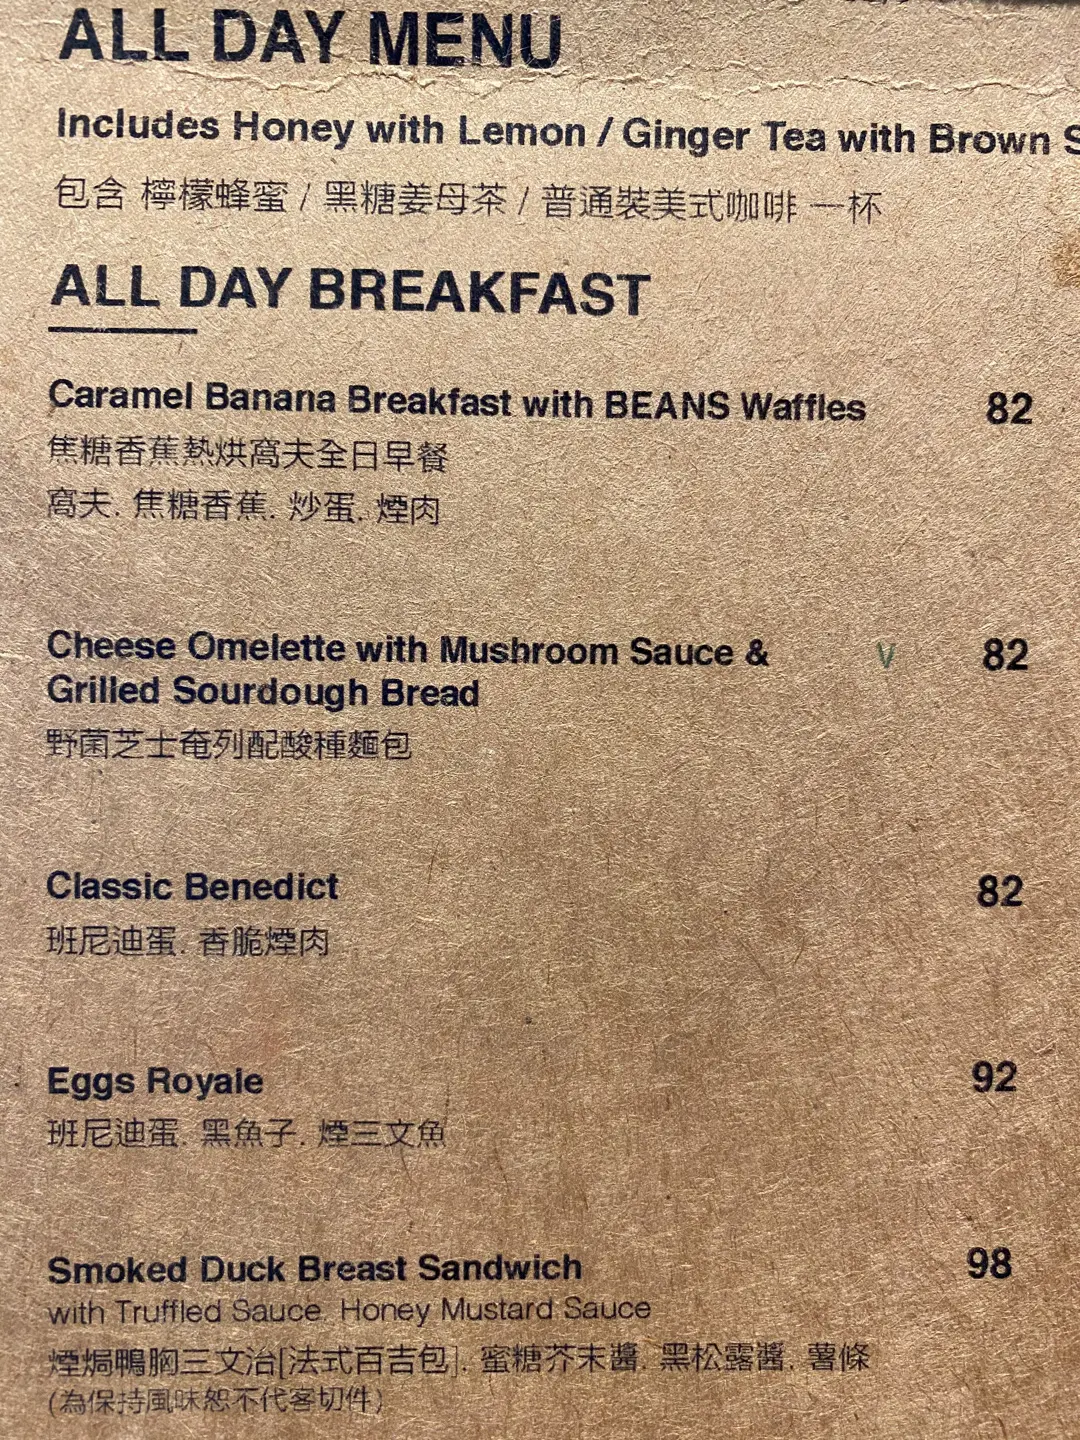 ALL DAY MENU
Includes Honey with Lemon / Ginger Tea with Brown
包含 檸檬蜂蜜 / 黑糖姜母茶 / 普通裝美式咖啡 一杯
ALL DAY BREAKFAST
Caramel Banana Breakfast with BEANS Waffles 82
焦糖香蕉熱烘窩夫全日早餐
窩夫. 焦糖香蕉. 炒蛋. 煙肉
Cheese Omelette with Mushroom Sauce & V 82
Grilled Sourdough Bread
野菌芝士奄列配酸種麵包
Classic Benedict 82
班尼迪蛋. 香脆煙肉
Eggs Royale 92
班尼迪蛋. 黑魚子. 煙三文魚
Smoked Duck Breast Sandwich 98
with Truffled Sauce, Honey Mustard Sauce
煙焗鴨胸三文治[法式百吉包]. 蜜糖芥末醬. 黑松露醬. 薯條
(為保持風味恕不代客切件)